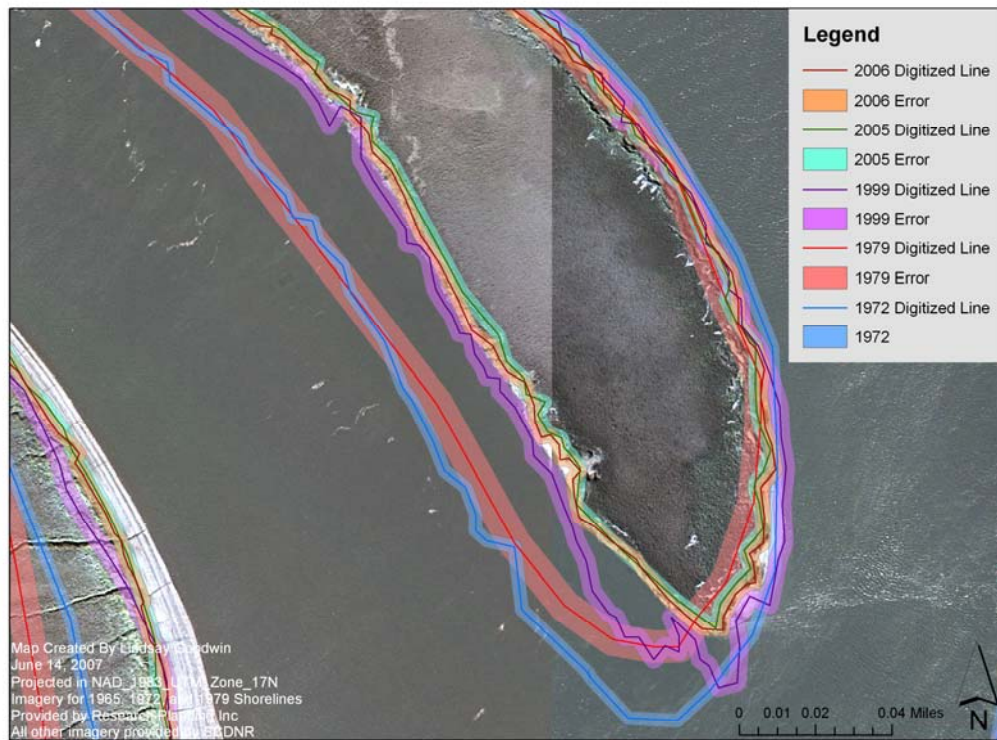 Legend
2006 Digitized Line
2006 Error
2005 Digitized Line
2005 Error
1999 Digitized Line
1999 Error
1979 Digitized Line
1979 Error
1972 Digitized Line
1972
Map Created By Lindsay Goodwin
June 14, 2007
Projected in NAD_1983_UTM_Zone_17N
Imagery for 1965, 1972, and 1979 Shorelines
Provided by Research Planning Inc
All other imagery provided by SCDNR
0 0.01 0.02 0.04 Miles
N